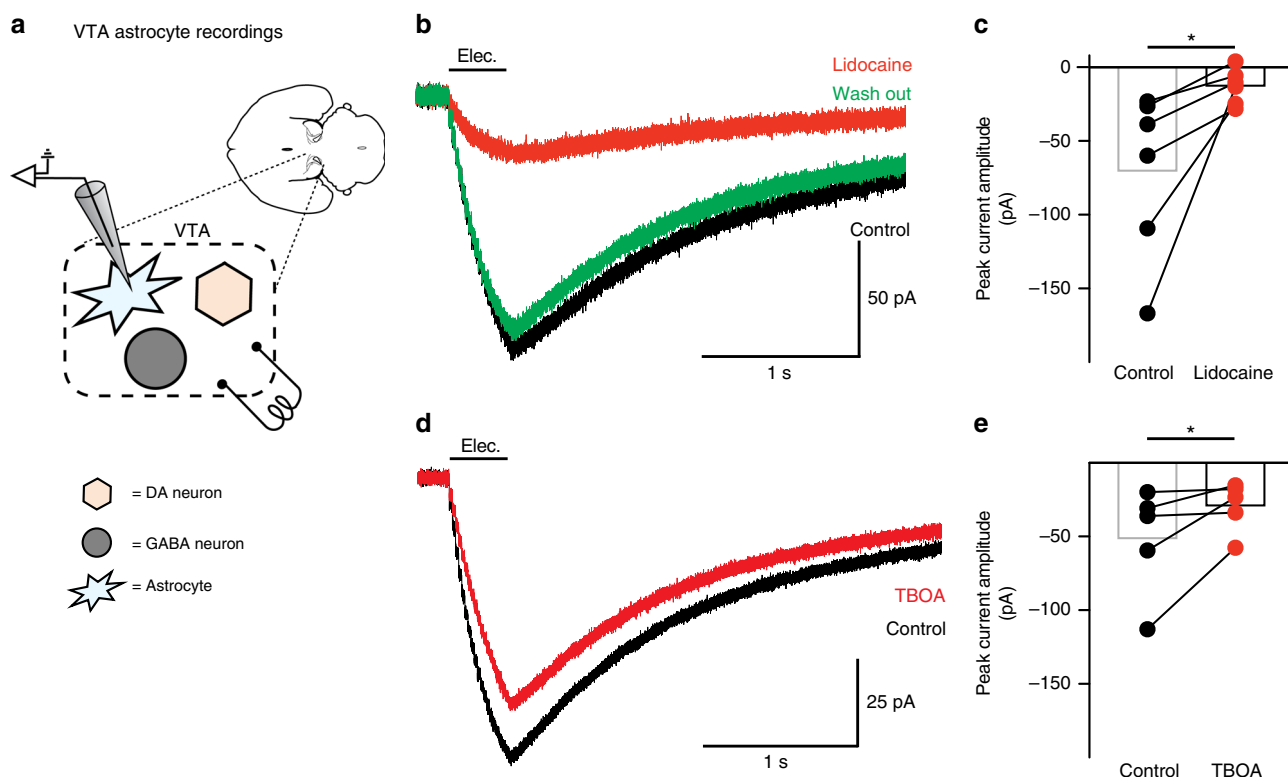 a
VTA astrocyte recordings
VTA
= DA neuron
= GABA neuron
= Astrocyte
b
Elec.
Lidocaine
Wash out
Control
50 pA
1 s
c
*
Peak current amplitude
(pA)
0
−50
−100
−150
Control Lidocaine
d
Elec.
TBOA
Control
25 pA
1 s
e
*
Peak current amplitude
(pA)
−50
−100
−150
Control TBOA